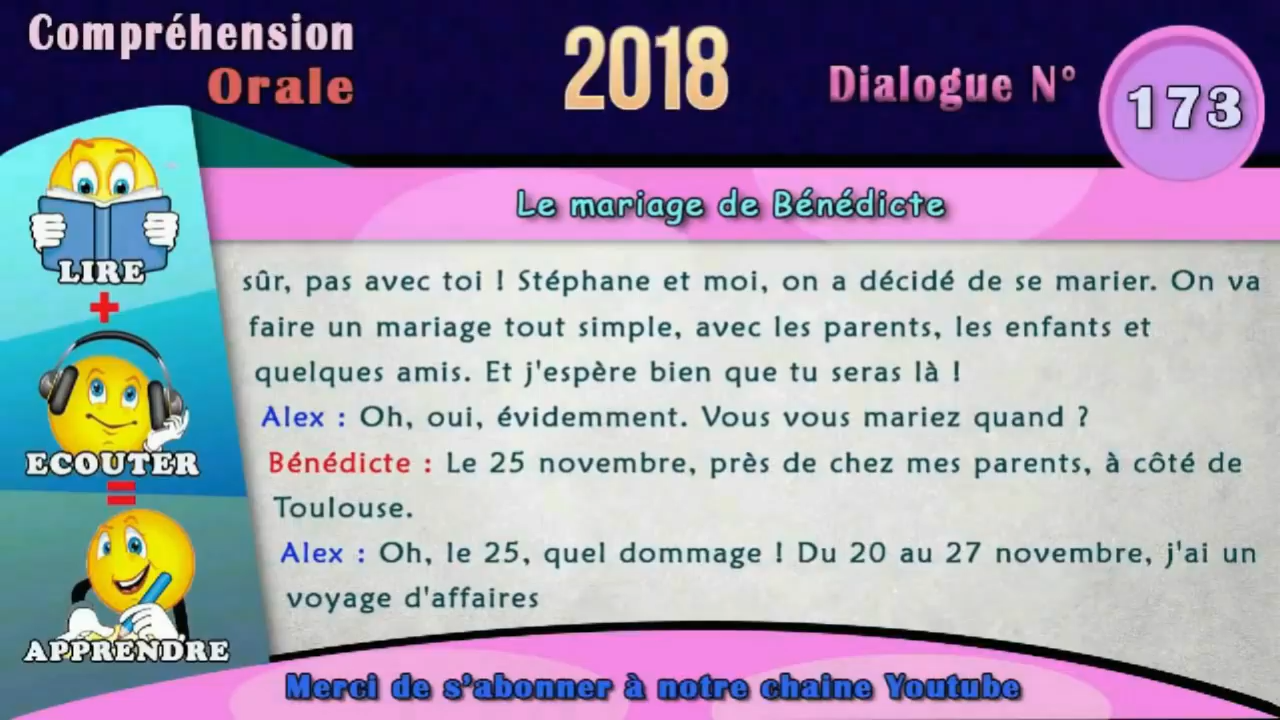 Compréhension
Orale
2018
Dialogue N°
173
Le mariage de Bénédicte
LIRE
+
ECOUTER
=
APPRENDRE
sûr, pas avec toi ! Stéphane et moi, on a décidé de se marier. On va
faire un mariage tout simple, avec les parents, les enfants et
quelques amis. Et j'espère bien que tu seras là !
Alex : Oh, oui, évidemment. Vous vous mariez quand ?
Bénédicte : Le 25 novembre, près de chez mes parents, à côté de
Toulouse.
Alex : Oh, le 25, quel dommage ! Du 20 au 27 novembre, j'ai un
voyage d'affaires
Merci de s'abonner à notre chaine Youtube